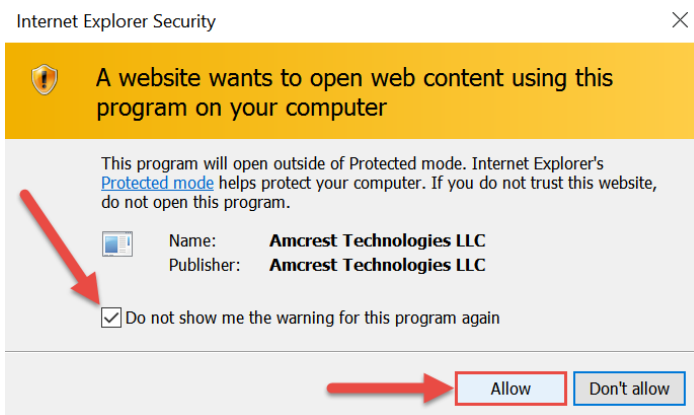 Internet Explorer Security
A website wants to open web content using this
program on your computer
This program will open outside of Protected mode. Internet Explorer's
Protected mode helps protect your computer. If you do not trust this website,
do not open this program.
Name: Amcrest Technologies LLC
Publisher: Amcrest Technologies LLC
Do not show me the warning for this program again
Allow Don't allow